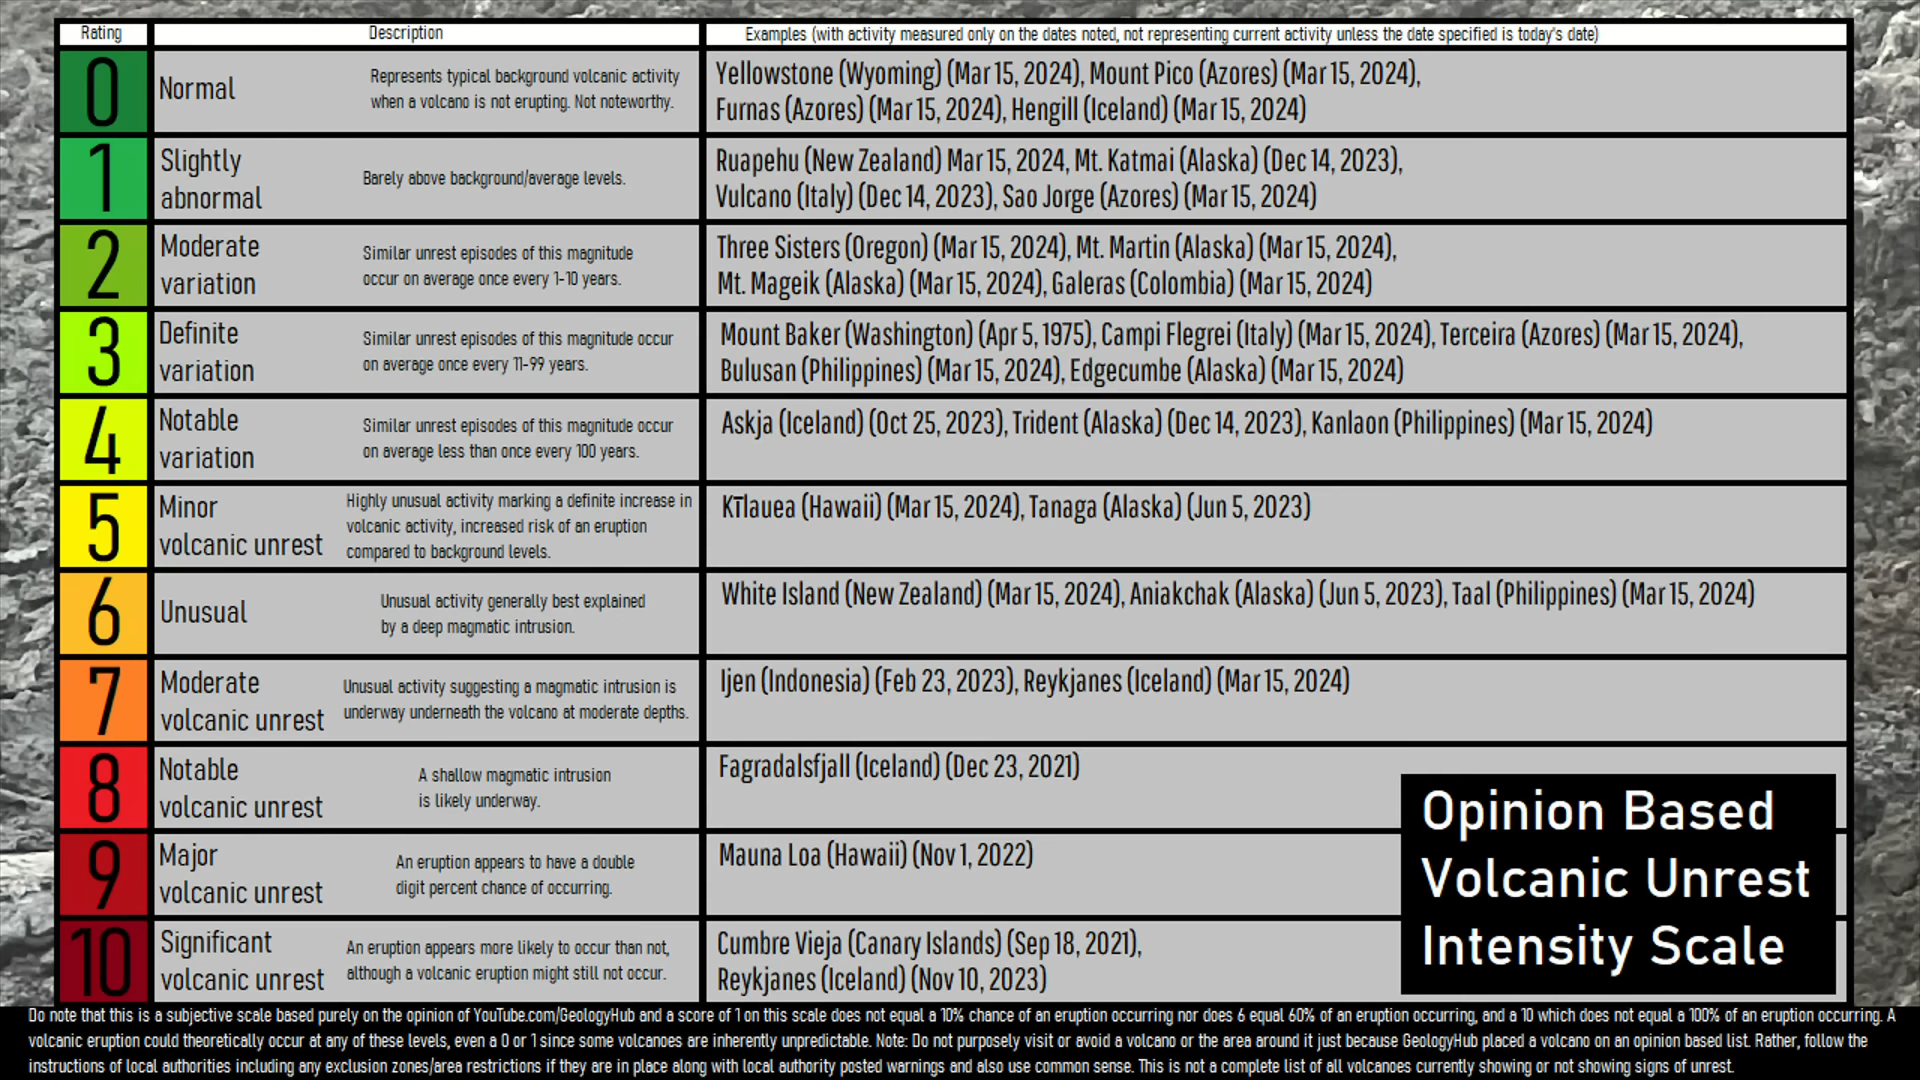 Rating Description Examples (with activity measured only on the dates noted, not representing current activity unless the date specified is today's date)
0
Normal
Represents typical background volcanic activity
when a volcano is not erupting. Not noteworthy.
Yellowstone (Wyoming) (Mar 15, 2024), Mount Pico (Azores) (Mar 15, 2024),
Furnas (Azores) (Mar 15, 2024), Hengill (Iceland) (Mar 15, 2024)
1
Slightly
abnormal
Barely above background/average levels.
Ruapehu (New Zealand) Mar 15, 2024, Mt. Katmai (Alaska) (Dec 14, 2023),
Vulcano (Italy) (Dec 14, 2023), Sao Jorge (Azores) (Mar 15, 2024)
2
Moderate
variation
Similar unrest episodes of this magnitude
occur on average once every 1-10 years.
Three Sisters (Oregon) (Mar 15, 2024), Mt. Martin (Alaska) (Mar 15, 2024),
Mt. Mageik (Alaska) (Mar 15, 2024), Galeras (Colombia) (Mar 15, 2024)
3
Definite
variation
Similar unrest episodes of this magnitude occur
on average once every 11-99 years.
Mount Baker (Washington) (Apr 5, 1975), Campi Flegrei (Italy) (Mar 15, 2024), Terceira (Azores) (Mar 15, 2024),
Bulusan (Philippines) (Mar 15, 2024), Edgecumbe (Alaska) (Mar 15, 2024)
4
Notable
variation
Similar unrest episodes of this magnitude occur
on average less than once every 100 years.
Askja (Iceland) (Oct 25, 2023), Trident (Alaska) (Dec 14, 2023), Kanlaon (Philippines) (Mar 15, 2024)
5
Minor
volcanic unrest
Highly unusual activity marking a definite increase in
volcanic activity, increased risk of an eruption
compared to background levels.
Kīlauea (Hawaii) (Mar 15, 2024), Tanaga (Alaska) (Jun 5, 2023)
6
Unusual
Unusual activity generally best explained
by a deep magmatic intrusion.
White Island (New Zealand) (Mar 15, 2024), Aniakchak (Alaska) (Jun 5, 2023), Taal (Philippines) (Mar 15, 2024)
7
Moderate
volcanic unrest
Unusual activity suggesting a magmatic intrusion is
underway underneath the volcano at moderate depths.
Ijen (Indonesia) (Feb 23, 2023), Reykjanes (Iceland) (Mar 15, 2024)
8
Notable
volcanic unrest
A shallow magmatic intrusion
is likely underway.
Fagradalsfjall (Iceland) (Dec 23, 2021)
9
Major
volcanic unrest
An eruption appears to have a double
digit percent chance of occurring.
Mauna Loa (Hawaii) (Nov 1, 2022)
10
Significant
volcanic unrest
An eruption appears more likely to occur than not,
although a volcanic eruption might still not occur.
Cumbre Vieja (Canary Islands) (Sep 18, 2021),
Reykjanes (Iceland) (Nov 10, 2023)
Opinion Based
Volcanic Unrest
Intensity Scale
Do note that this is a subjective scale based purely on the opinion of YouTube.com/GeologyHub and a score of 1 on this scale does not equal a 10% chance of an eruption occurring nor does 6 equal 60% of an eruption occurring, and a 10 which does not equal a 100% of an eruption occurring. A
volcanic eruption could theoretically occur at any of these levels, even a 0 or 1 since some volcanoes are inherently unpredictable. Note: Do not purposely visit or avoid a volcano or the area around it just because GeologyHub placed a volcano on an opinion based list. Rather, follow the
instructions of local authorities including any exclusion zones/area restrictions if they are in place along with local authority posted warnings and also use common sense. This is not a complete list of all volcanoes currently showing or not showing signs of unrest.